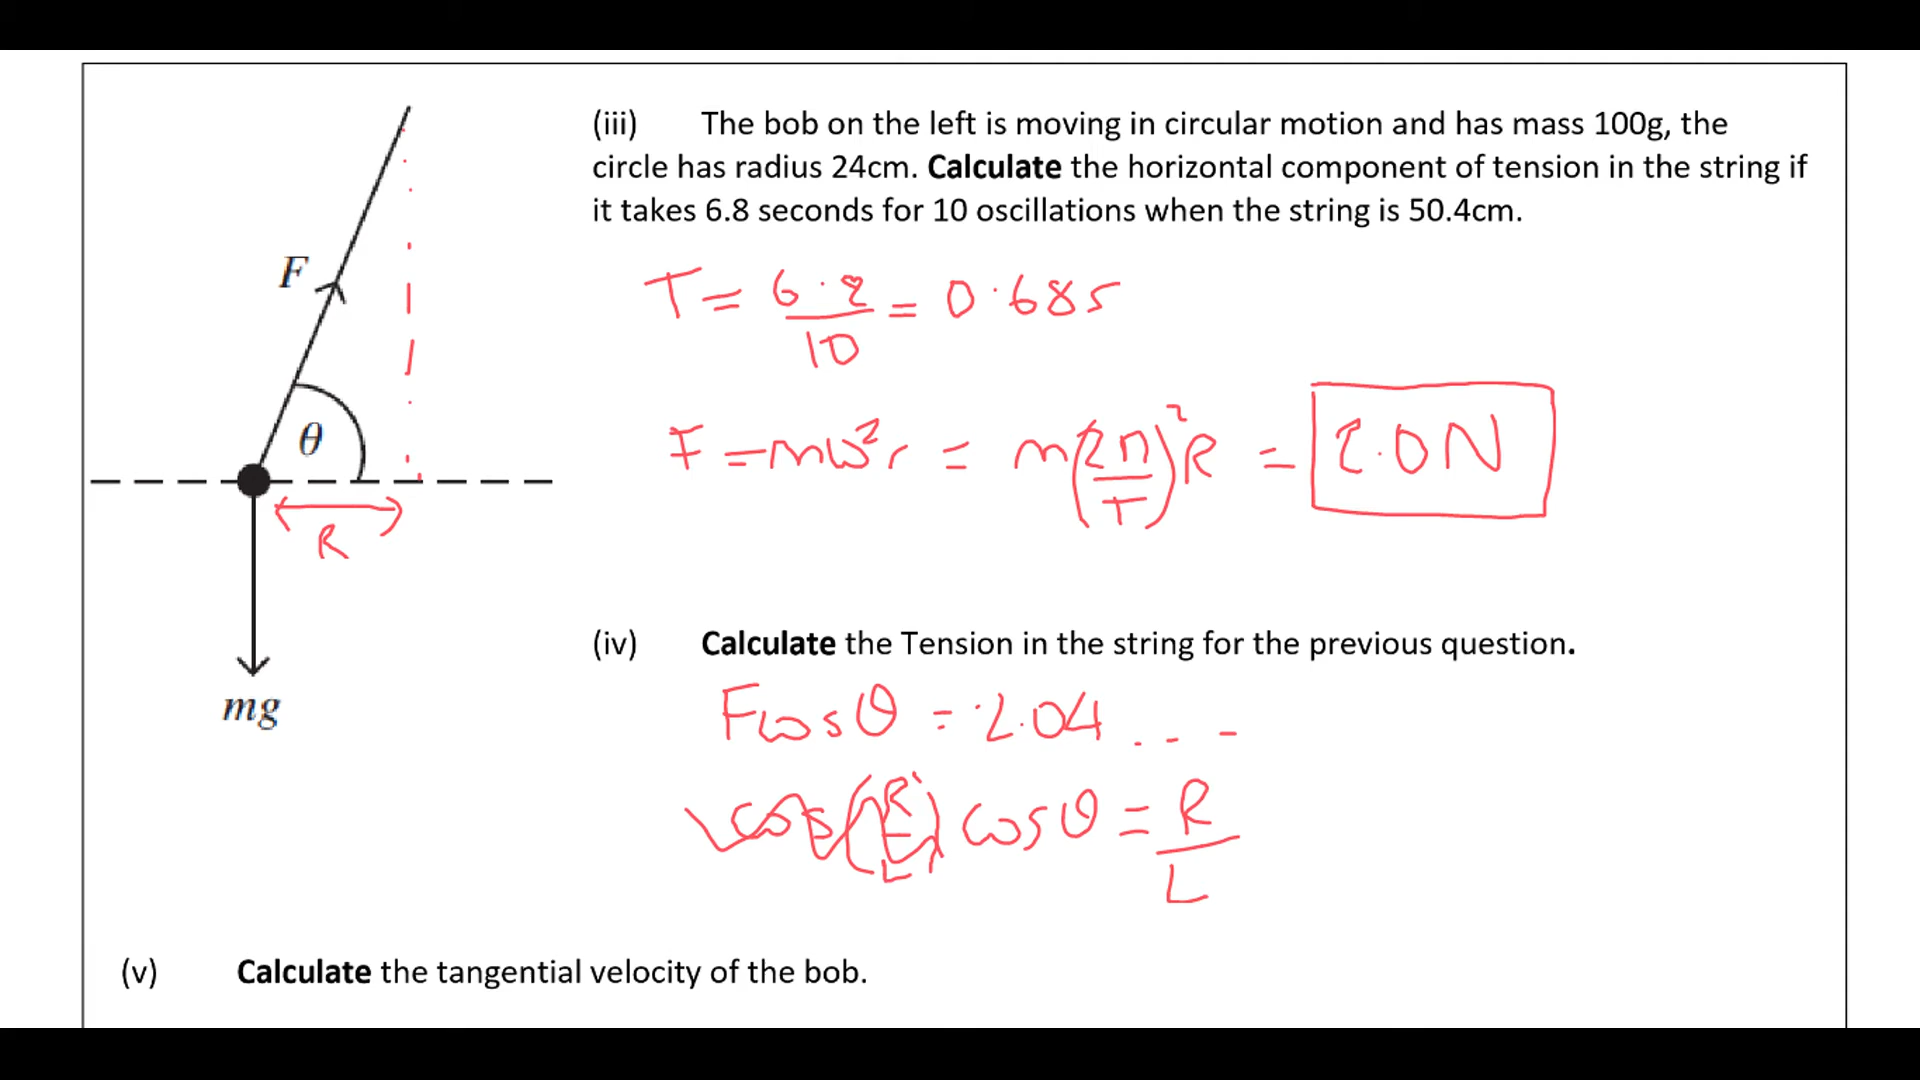 (iii) The bob on the left is moving in circular motion and has mass 100g, the
circle has radius 24cm. Calculate the horizontal component of tension in the string if
it takes 6.8 seconds for 10 oscillations when the string is 50.4cm.
F
θ
R
mg
T = 6.8/10 = 0.68s
F = mω²r = m(2π/T)²R = 2.0N
(iv) Calculate the Tension in the string for the previous question.
Fcosθ = 2.04 ...
cosθ = R/L
(v) Calculate the tangential velocity of the bob.